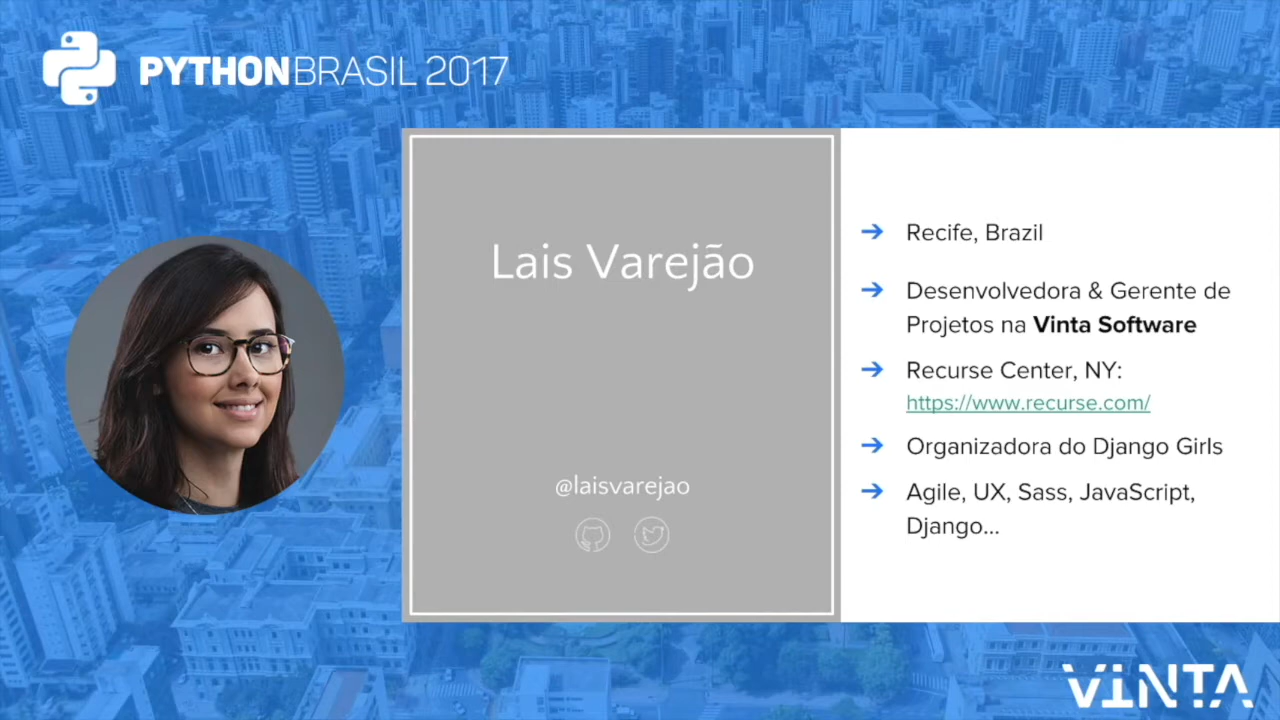 PYTHONBRASIL 2017
Lais Varejão
@laisvarejao
Recife, Brazil
Desenvolvedora & Gerente de
Projetos na Vinta Software
Recurse Center, NY:
https://www.recurse.com/
Organizadora do Django Girls
Agile, UX, Sass, JavaScript,
Django...
VINTA